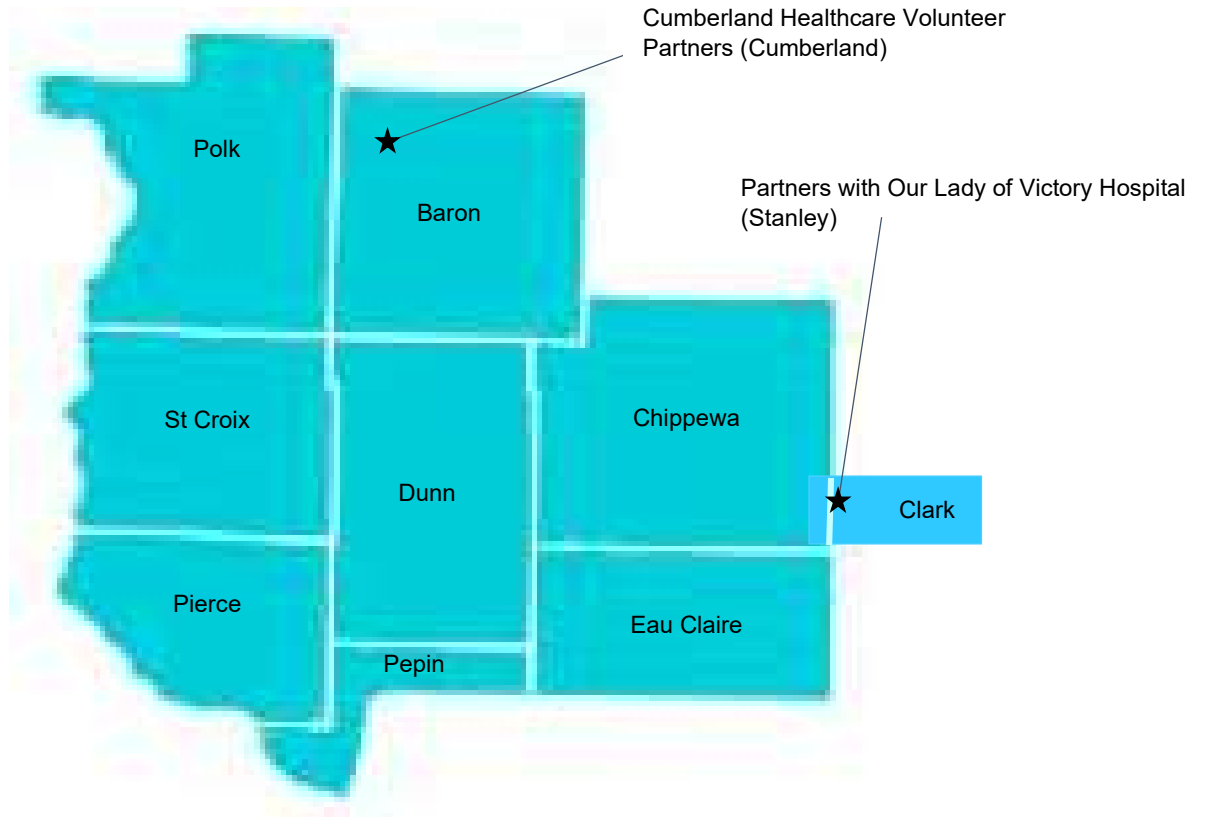 Cumberland Healthcare Volunteer
Partners (Cumberland)
Polk
Partners with Our Lady of Victory Hospital
(Stanley)
Baron
St Croix
Chippewa
Dunn
Clark
Pierce
Eau Claire
Pepin